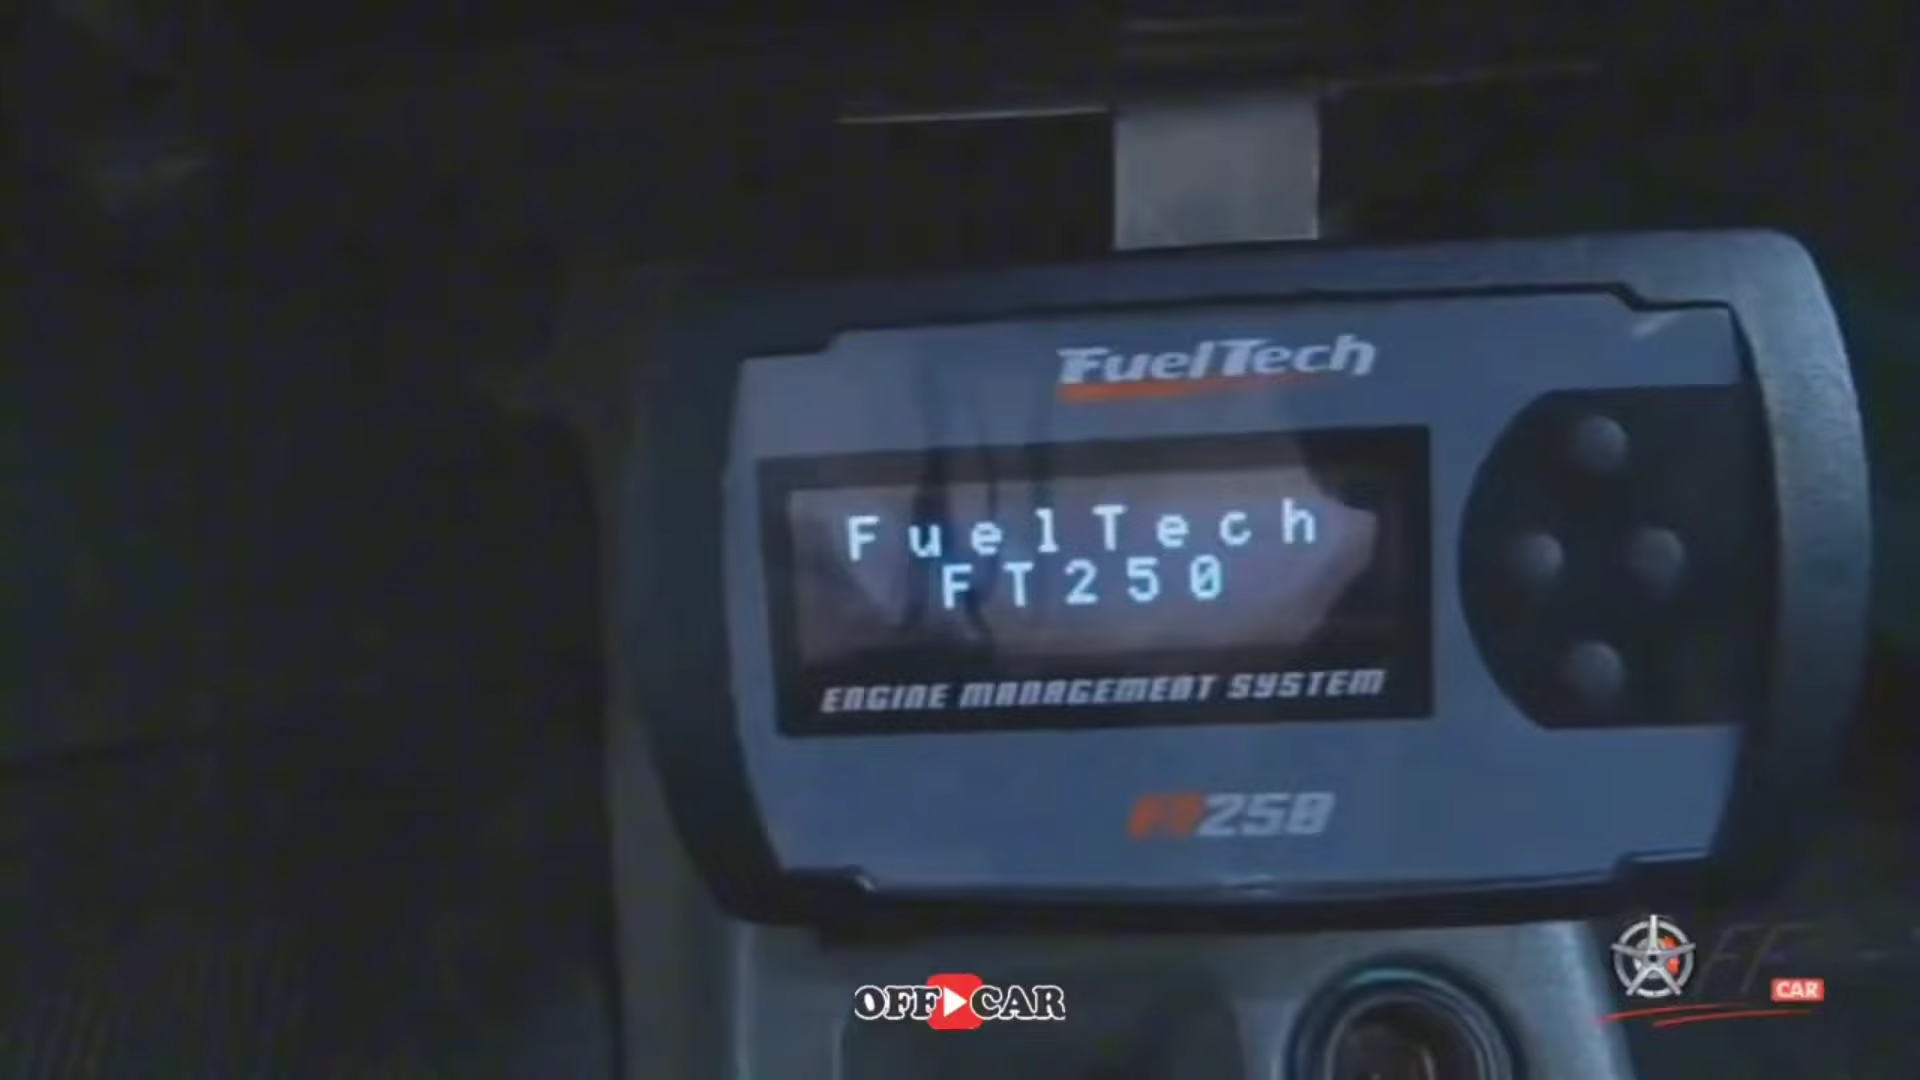 FuelTech
FuelTech
FT250
ENGINE MANAGEMENT SYSTEM
FT250
OFF CAR
CAR